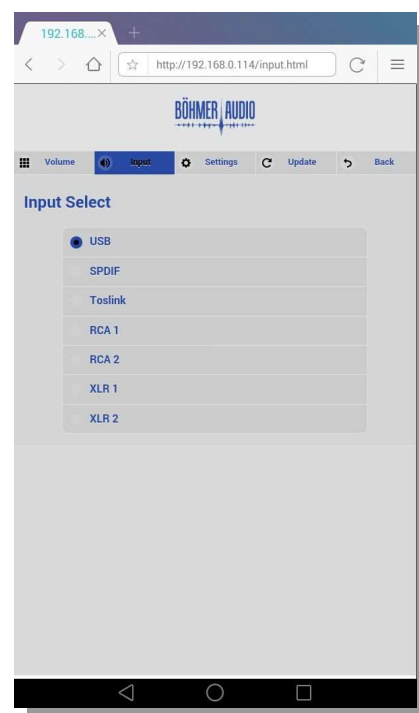 192.168....×
http://192.168.0.114/input.html
BÖHMER AUDIO
Volume Input Settings Update Back
Input Select
USB
SPDIF
Toslink
RCA 1
RCA 2
XLR 1
XLR 2